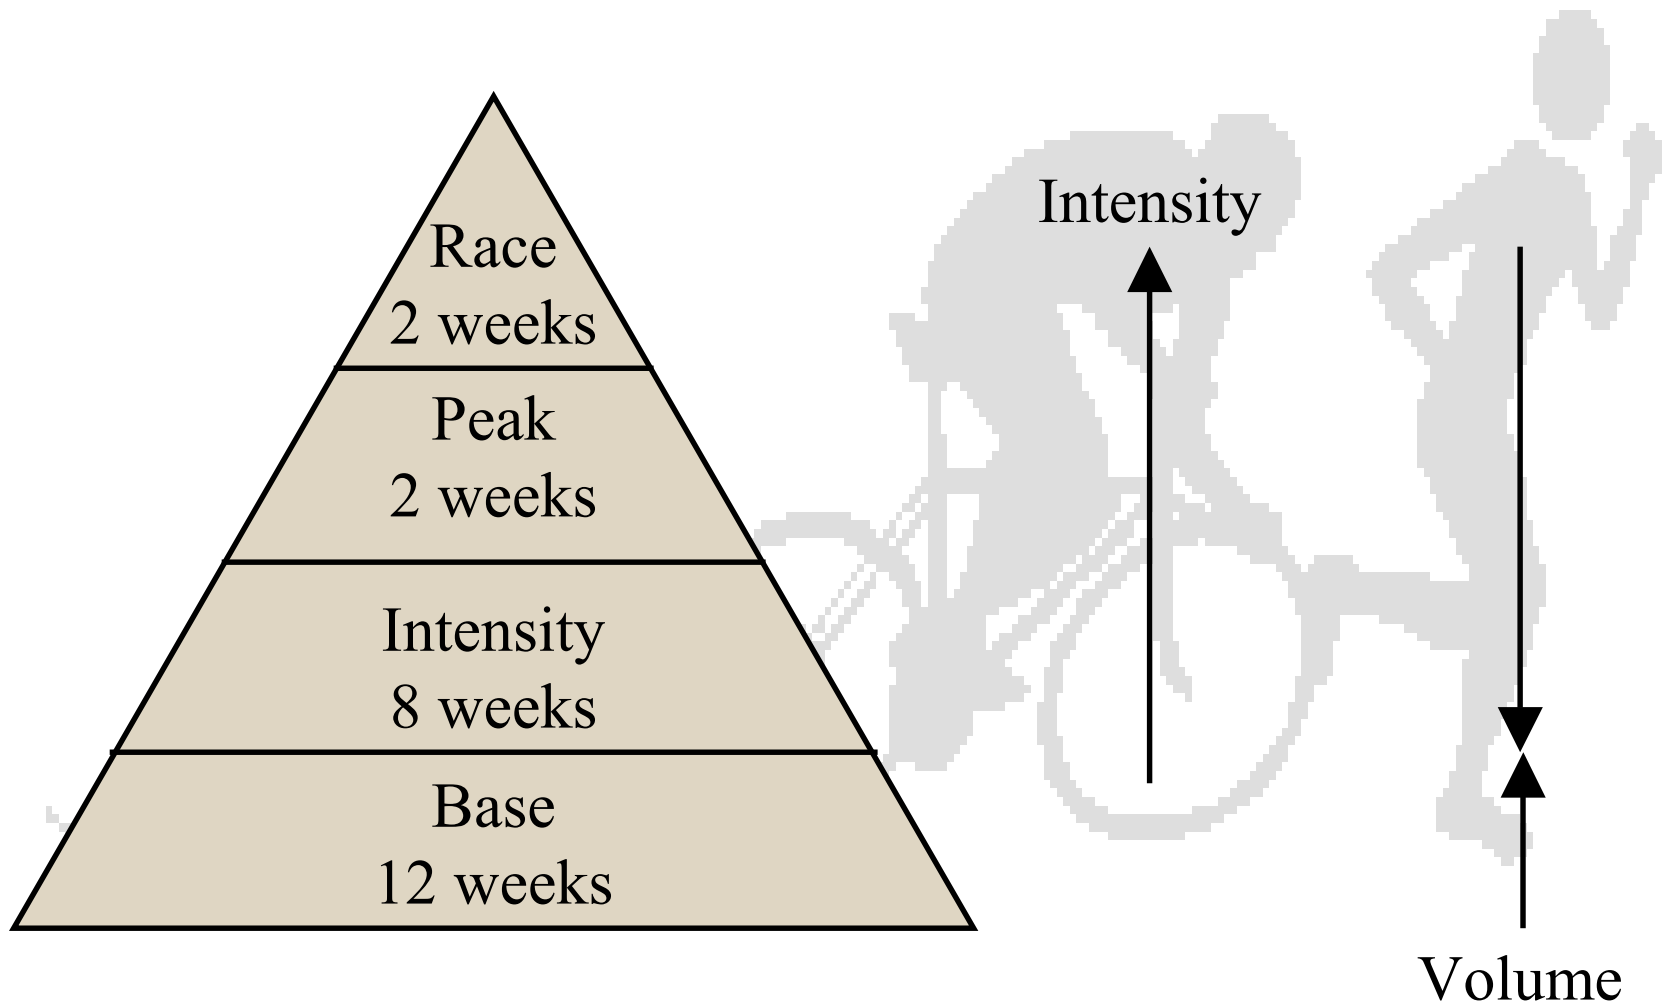 Race
2 weeks
Peak
2 weeks
Intensity
8 weeks
Base
12 weeks
Intensity
Volume